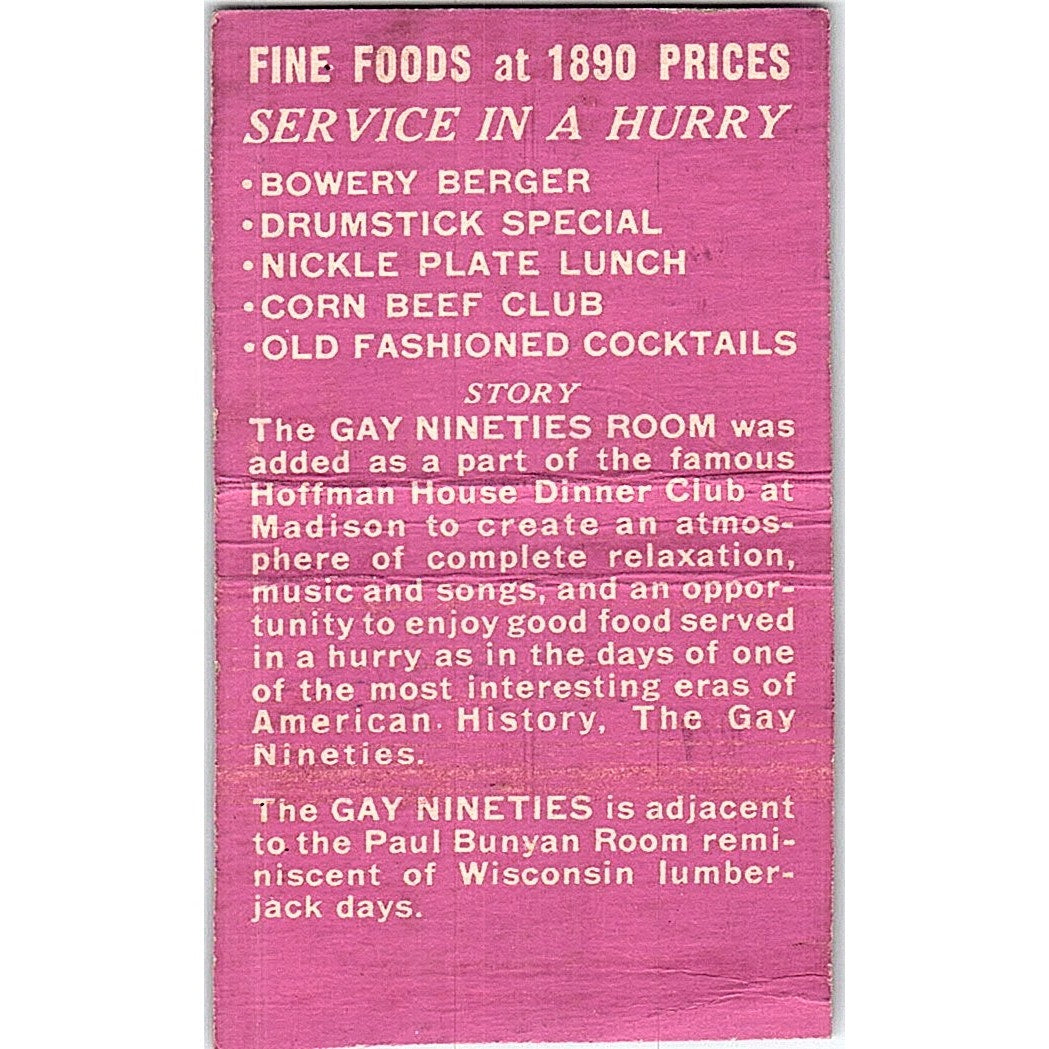 FINE FOODS at 1890 PRICES
SERVICE IN A HURRY
•BOWERY BERGER
•DRUMSTICK SPECIAL
•NICKLE PLATE LUNCH
•CORN BEEF CLUB
•OLD FASHIONED COCKTAILS
STORY
The GAY NINETIES ROOM was
added as a part of the famous
Hoffman House Dinner Club at
Madison to create an atmos-
phere of complete relaxation,
music and songs, and an oppor-
tunity to enjoy good food served
in a hurry as in the days of one
of the most interesting eras of
American History, The Gay
Nineties.
The GAY NINETIES is adjacent
to the Paul Bunyan Room remi-
niscent of Wisconsin lumber-
jack days.